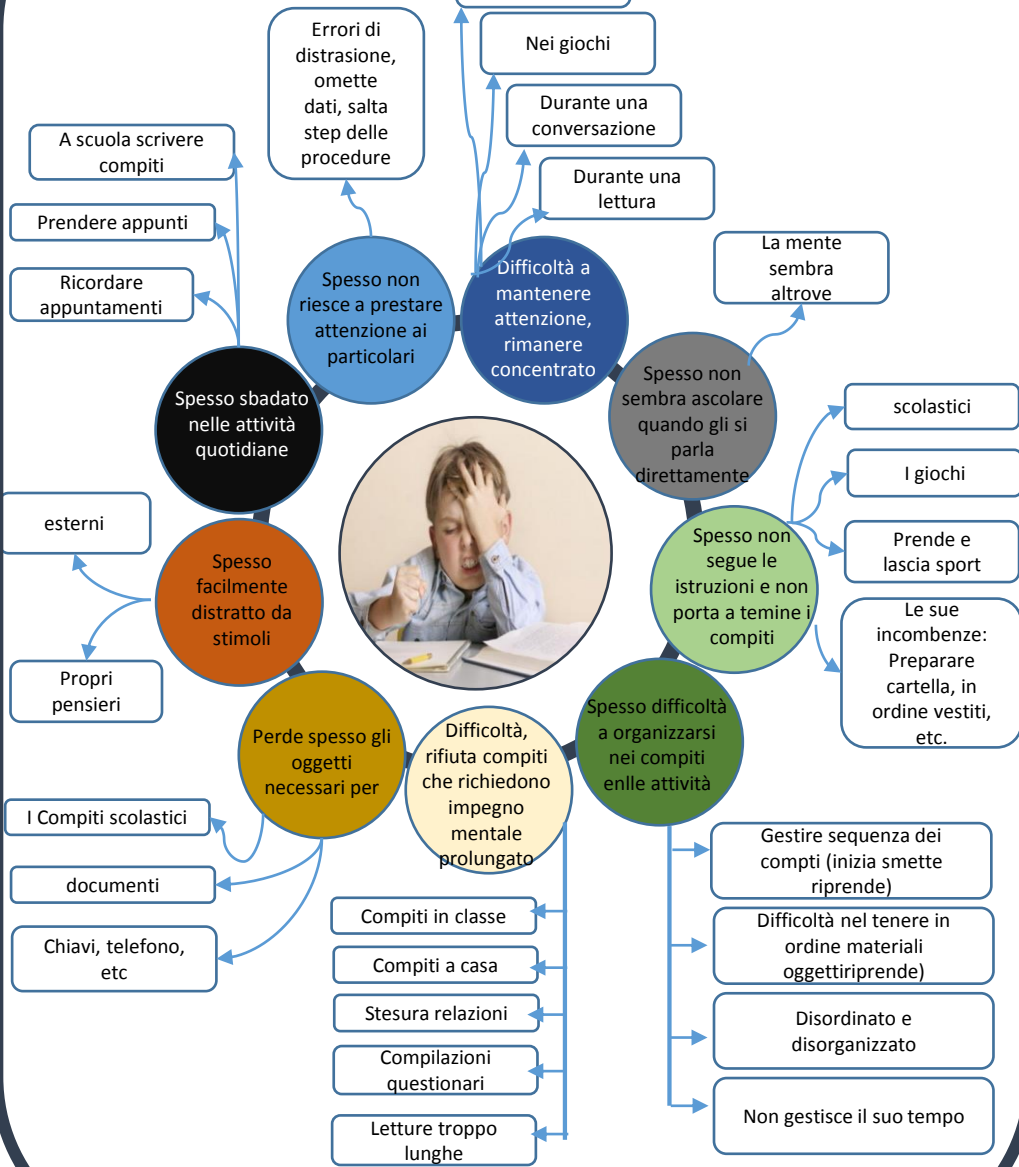 Errori di
distrasione,
omette
dati, salta
step delle
procedure
Nei giochi
Durante una
conversazione
Durante una
lettura
A scuola scrivere
compiti
Prendere appunti
Ricordare
appuntamenti
La mente
sembra
altrove
Spesso non
riesce a prestare
attenzione ai
particolari
Difficoltà a
mantenere
attenzione,
rimanere
concentrato
Spesso non
sembra ascolare
quando gli si
parla
direttamente
Spesso sbadato
nelle attività
quotidiane
scolastici
I giochi
Prende e
lascia sport
Le sue
incombenze:
Preparare
cartella, in
ordine vestiti,
etc.
Spesso non
segue le
istruzioni e non
porta a temine i
compiti
esterni
Propri
pensieri
Spesso
facilmente
distratto da
stimoli
Perde spesso gli
oggetti
necessari per
Difficoltà,
rifiuta compiti
che richiedono
impegno
mentale
prolungato
Spesso difficoltà
a organizzarsi
nei compiti
enlle attività
I Compiti scolastici
documenti
Chiavi, telefono,
etc
Compiti in classe
Compiti a casa
Stesura relazioni
Compilazioni
questionari
Letture troppo
lunghe
Gestire sequenza dei
compti (inizia smette
riprende)
Difficoltà nel tenere in
ordine materiali
oggettiriprende)
Disordinato e
disorganizzato
Non gestisce il suo tempo